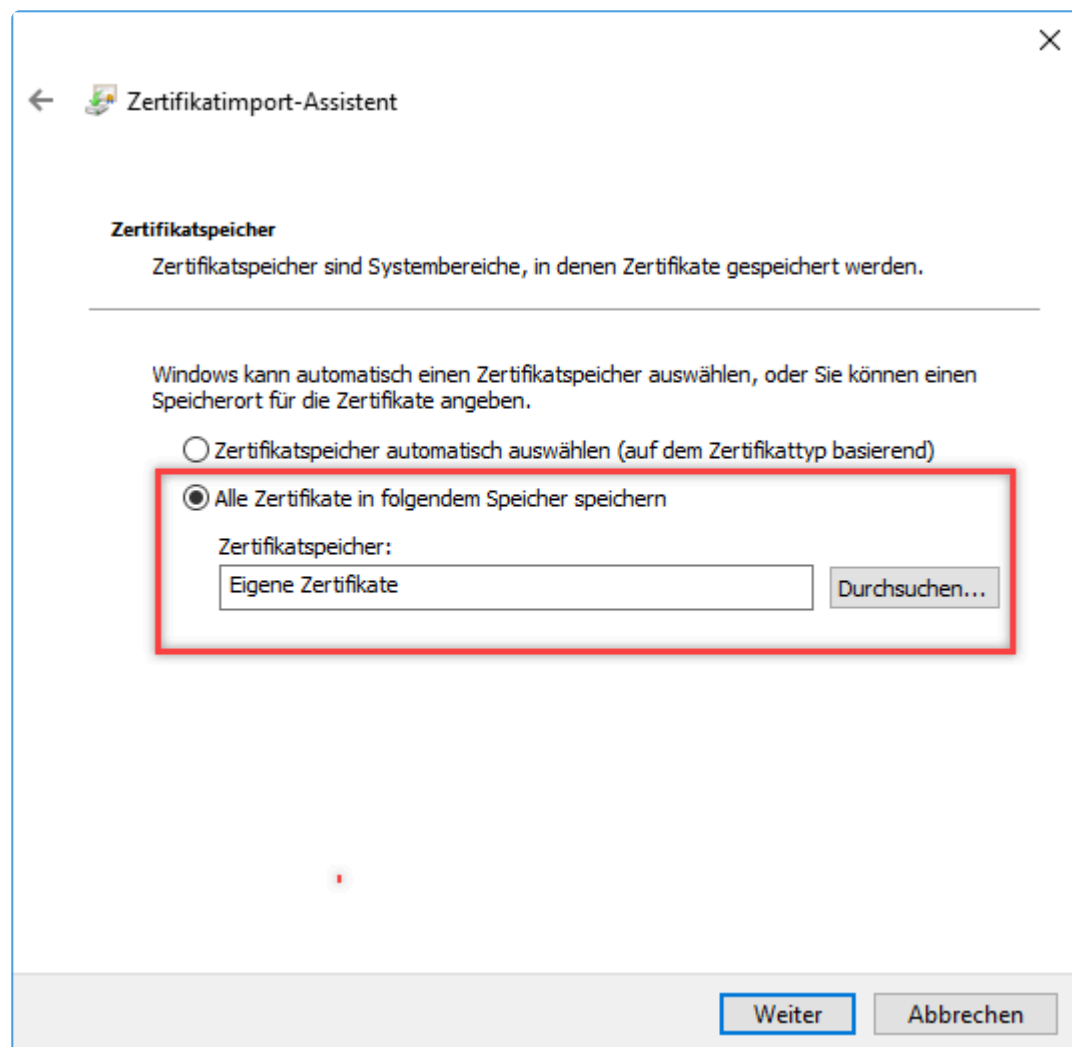 Zertifikatimport-Assistent
Zertifikatspeicher
Zertifikatspeicher sind Systembereiche, in denen Zertifikate gespeichert werden.
Windows kann automatisch einen Zertifikatspeicher auswählen, oder Sie können einen
Speicherort für die Zertifikate angeben.
Zertifikatspeicher automatisch auswählen (auf dem Zertifikattyp basierend)
Alle Zertifikate in folgendem Speicher speichern
Zertifikatspeicher:
Eigene Zertifikate
Durchsuchen...
Weiter
Abbrechen